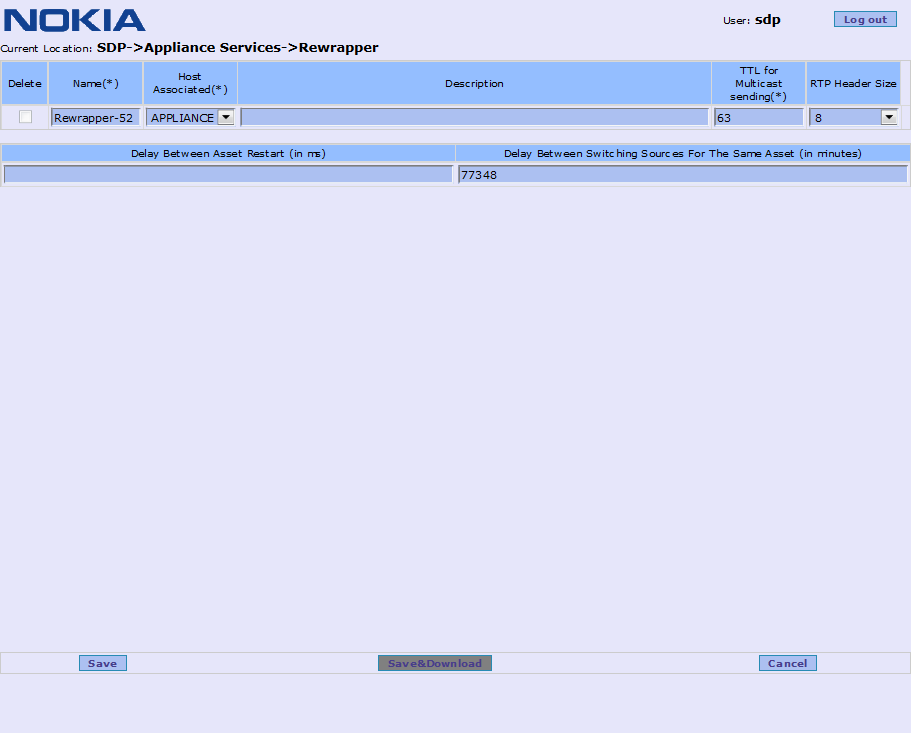 NOKIA
User: sdp
Log out
Current Location: SDP->Appliance Services->Rewrapper
Delete
Name(*)
Host
Associated(*)
Description
TTL for
Multicast
sending(*)
RTP Header Size
Rewrapper-52
APPLIANCE
63
8
Delay Between Asset Restart (in ms)
Delay Between Switching Sources For The Same Asset (in minutes)
77348
Save
Save&Download
Cancel